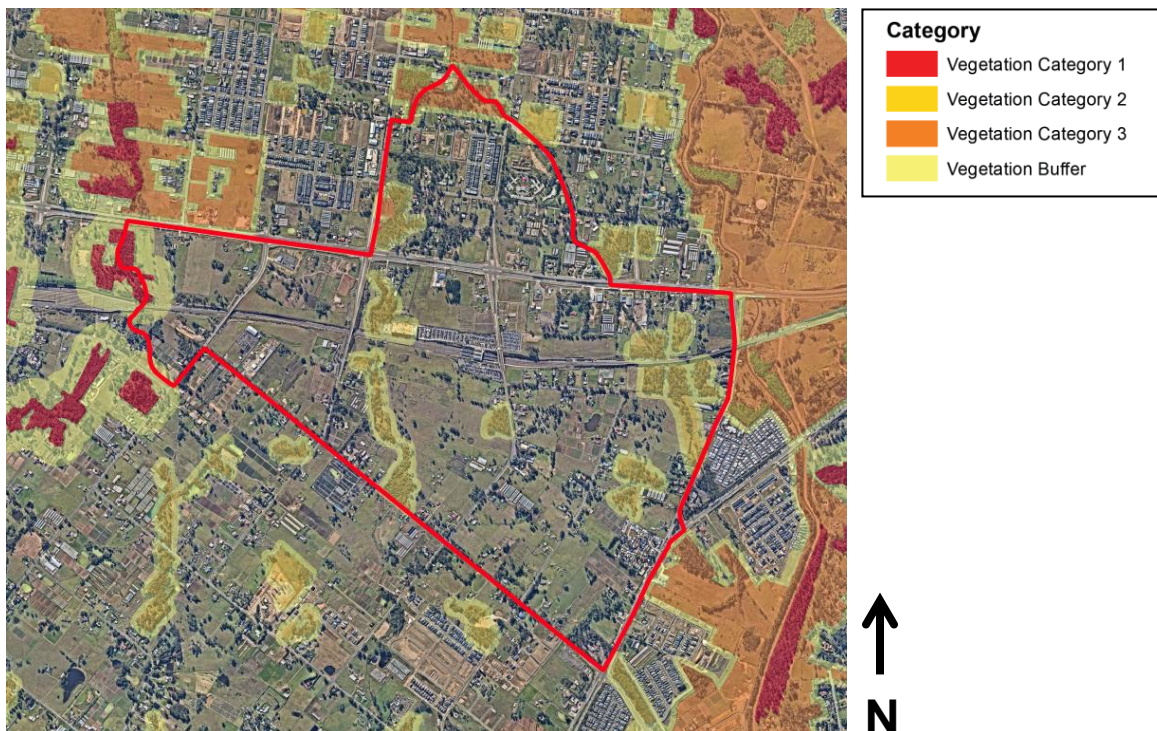 Category
Vegetation Category 1
Vegetation Category 2
Vegetation Category 3
Vegetation Buffer
N